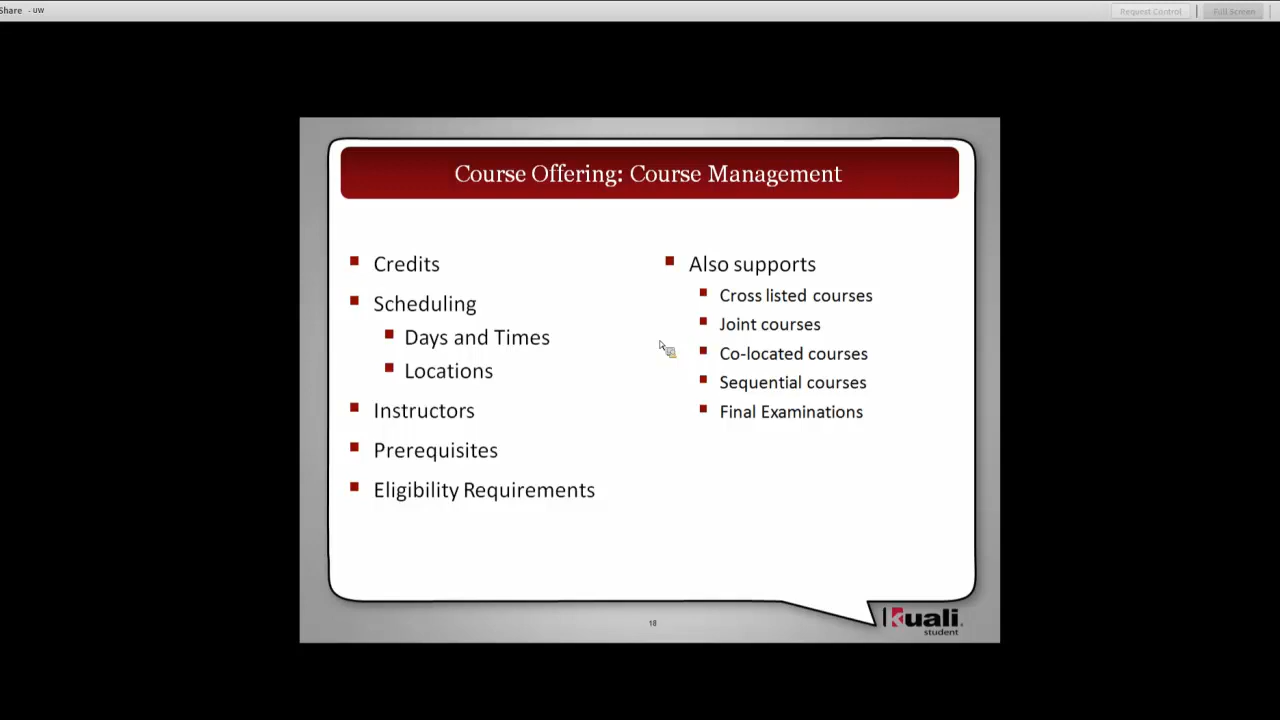 Share - UW
Request Control
Full Screen
Course Offering: Course Management
Credits
Scheduling
Days and Times
Locations
Instructors
Prerequisites
Eligibility Requirements
Also supports
Cross listed courses
Joint courses
Co-located courses
Sequential courses
Final Examinations
18
kuali
student